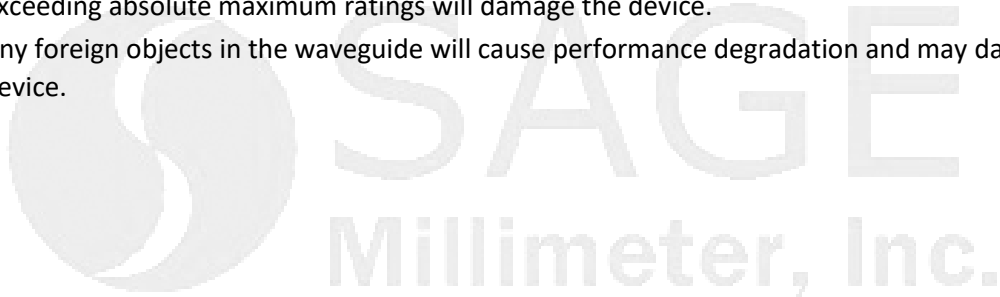 xceeding absolute maximum ratings will damage the device.
ny foreign objects in the waveguide will cause performance degradation and may da
evice.
SAGE
Millimeter, Inc.